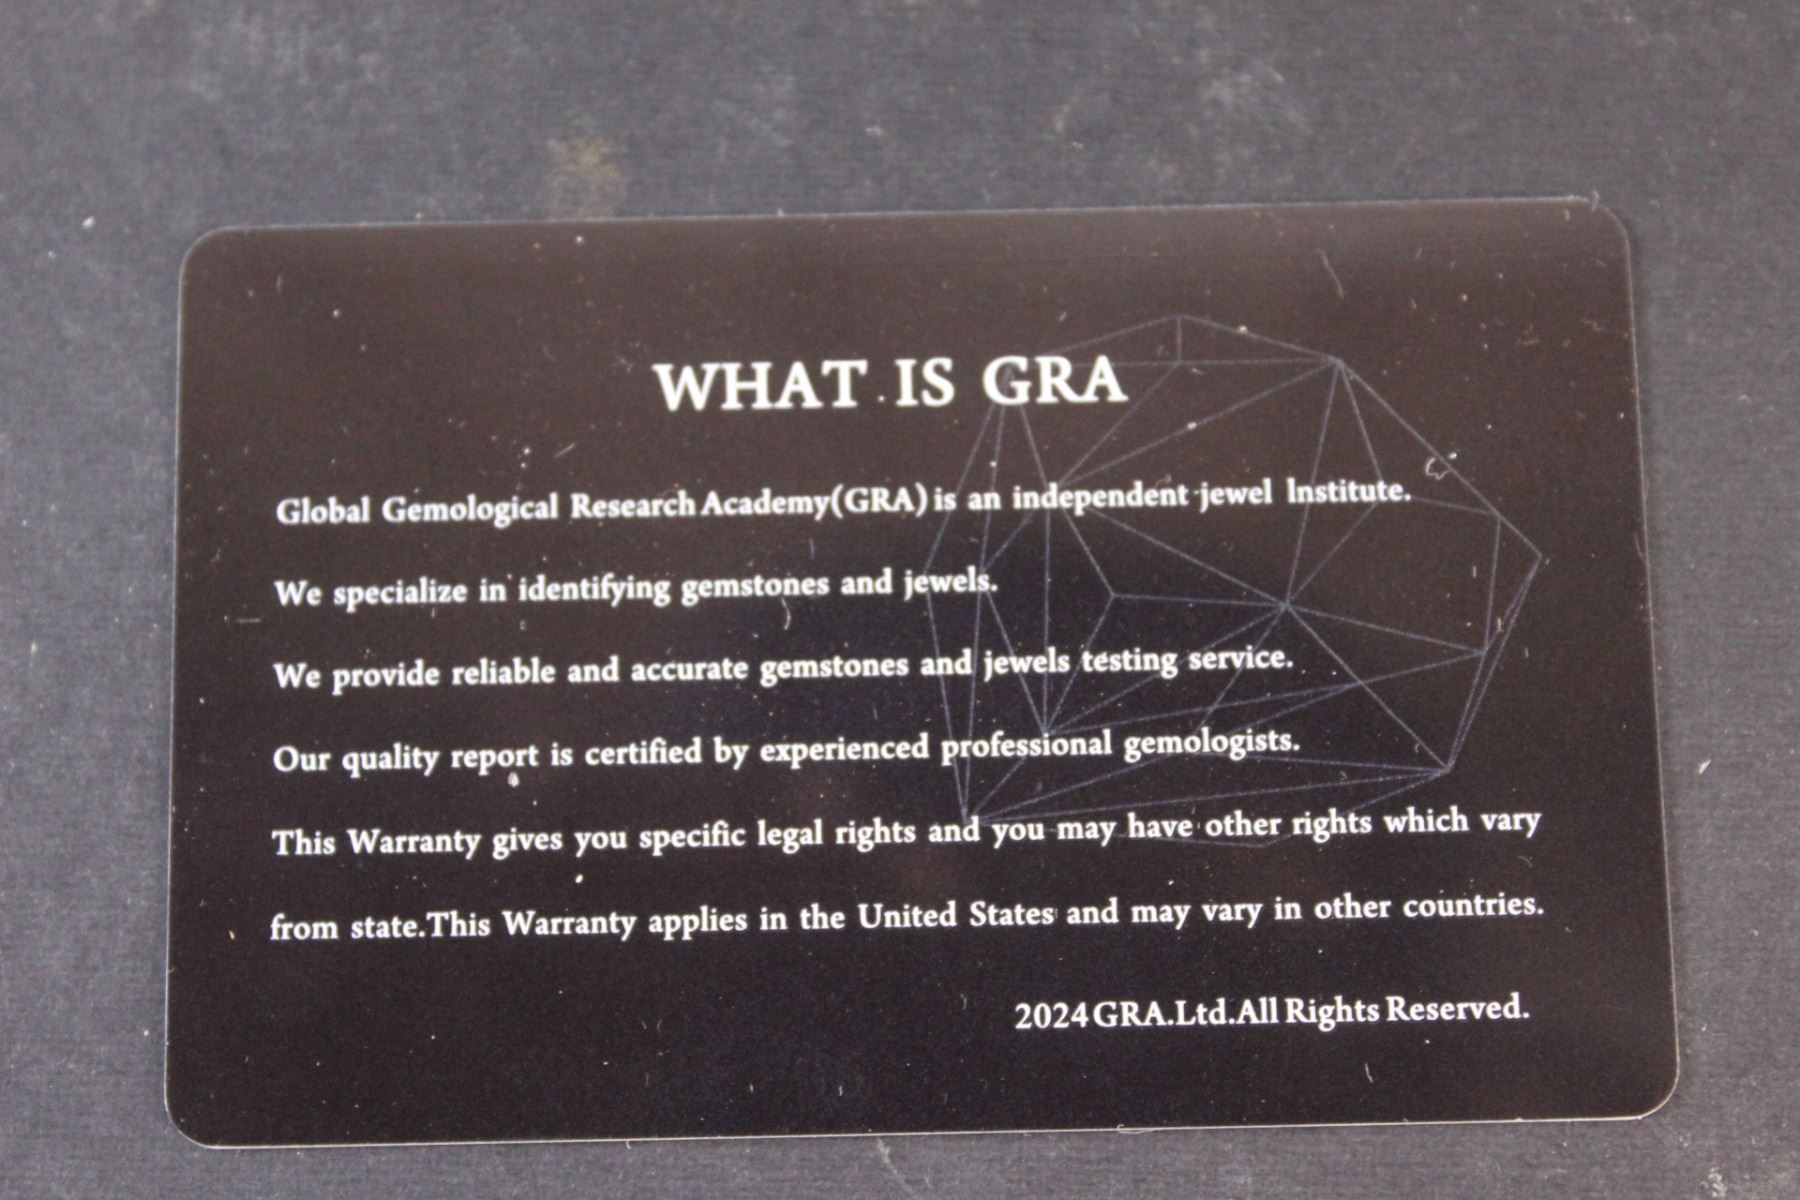 WHAT IS GRA
Global Gemological Research Academy(GRA) is an independent jewel Institute.
We specialize in identifying gemstones and jewels.
We provide reliable and accurate gemstones and jewels testing service.
Our quality report is certified by experienced professional gemologists.
This Warranty gives you specific legal rights and you may have other rights which vary
from state.This Warranty applies in the United States and may vary in other countries.
2024 GRA.Ltd.All Rights Reserved.